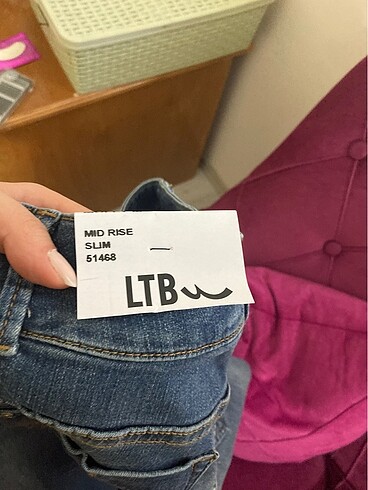 MID RISE
SLIM
51468
LTB